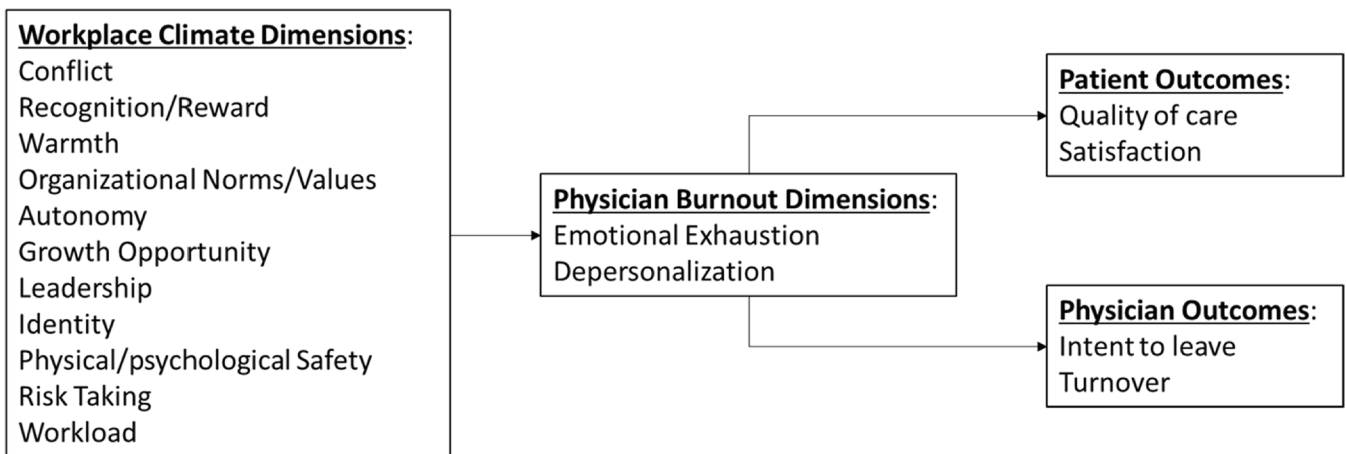 Workplace Climate Dimensions:
Conflict
Recognition/Reward
Warmth
Organizational Norms/Values
Autonomy
Growth Opportunity
Leadership
Identity
Physical/psychological Safety
Risk Taking
Workload
Physician Burnout Dimensions:
Emotional Exhaustion
Depersonalization
Patient Outcomes:
Quality of care
Satisfaction
Physician Outcomes:
Intent to leave
Turnover